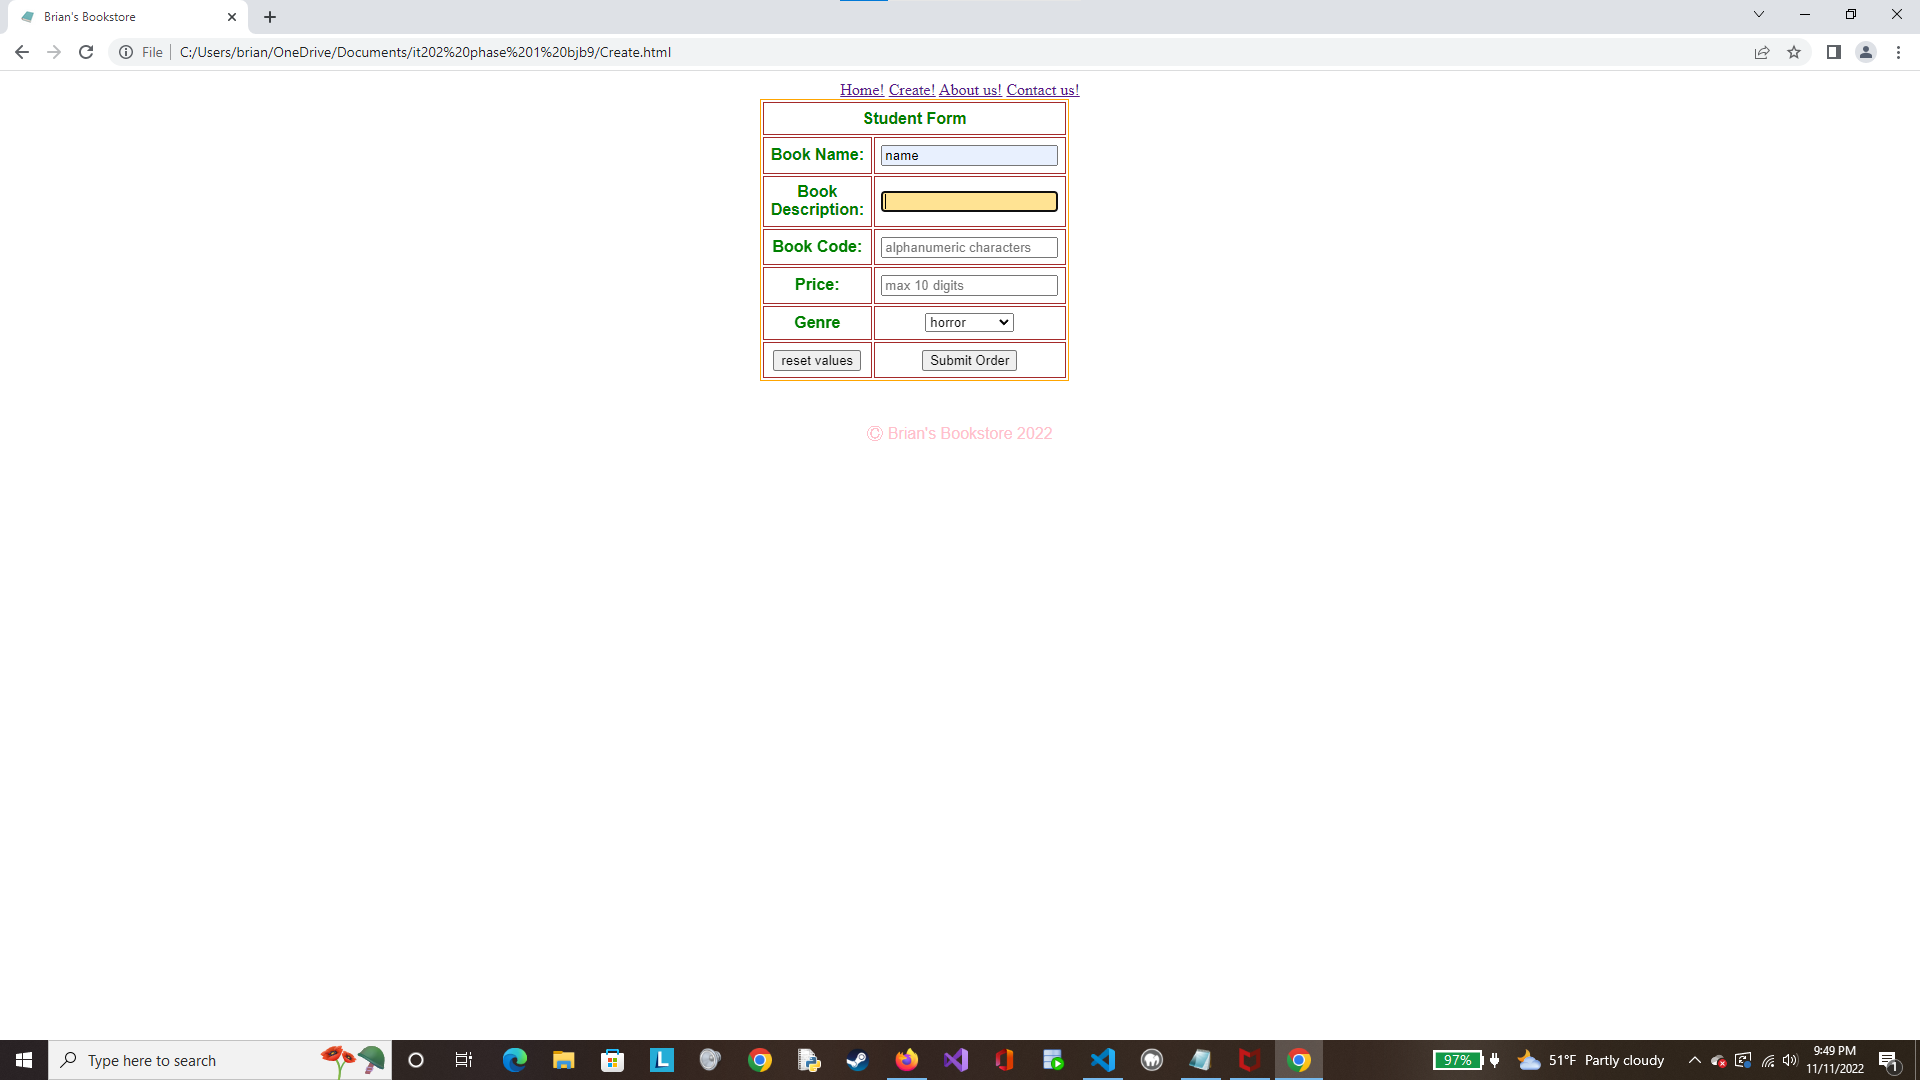 Brian's Bookstore
File C:/Users/brian/OneDrive/Documents/it202%20phase%201%20bjb9/Create.html
Home! Create! About us! Contact us!
Student Form
Book Name: name
Book
Description:
Book Code: alphanumeric characters
Price: max 10 digits
Genre horror
reset values Submit Order
© Brian's Bookstore 2022
Type here to search
L
97%
51°F Partly cloudy
9:49 PM
11/11/2022
1